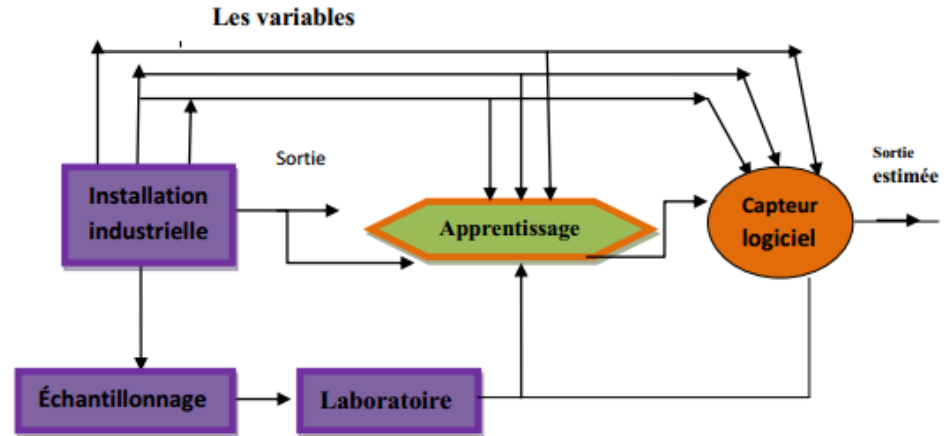 Les variables
Sortie
Sortie
estimée
Installation
industrielle
Apprentissage
Capteur
logiciel
Échantillonnage
Laboratoire